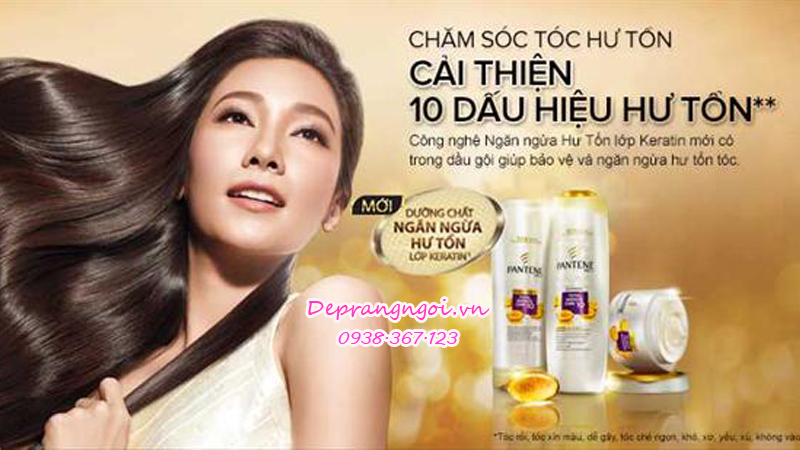 CHĂM SÓC TÓC HƯ TỔN
CẢI THIỆN
10 DẤU HIỆU HƯ TỔN**
Công nghệ Ngăn ngừa Hư Tổn lớp Keratin mới có
trong dầu gội giúp bảo vệ và ngăn ngừa hư tổn tóc.
MỚI
DƯỠNG CHẤT
NGĂN NGỪA
HƯ TỔN
LỚP KERATIN*
PANTENE
PANTENE
Deprangngoi.vn
0938·367·123
*Tóc rối, tóc xỉn màu, dễ gãy, tóc chẻ ngọn, khô, xơ, yếu, xù, không vào